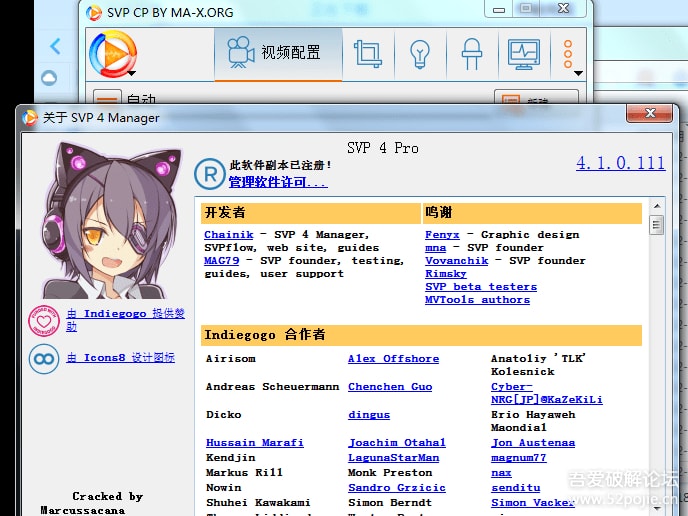 SVP CP BY MA-X.ORG
视频配置
自动
新建
关于 SVP 4 Manager
SVP 4 Pro
R
此软件副本已注册!
管理软件许可...
4.1.0.111
开发者
Chainik - SVP 4 Manager,
SVPflow, web site, guides
MAG79 - SVP founder, testing,
guides, user support
鸣谢
Fenyx - Graphic design
mna - SVP founder
Vovanchik - SVP founder
Rimsky
SVP beta testers
MVTools authors
由 Indiegogo 提供赞
助
由 Icons8 设计图标
Indiegogo 合作者
Airisom
Alex Offshore
Anatoliy 'TLK'
Kolesnick
Andreas Scheuermann
Chenchen Guo
Cyber-
NRG[JP]@KaZeKiLi
Dicko
dingus
Eric Hayaweh
Maondial
Hussain Marafi
Joachim Otahal
Jon Austenaa
Kendjin
LagunaStarMan
magnum77
Markus Rill
Monk Preston
nax
Nowin
Sandro Grzicic
senditu
Shuhei Kawakami
Simon Berndt
Simon Vacker
Cracked by
Marcussacana
吾爱破解论坛
www.52pojie.cn